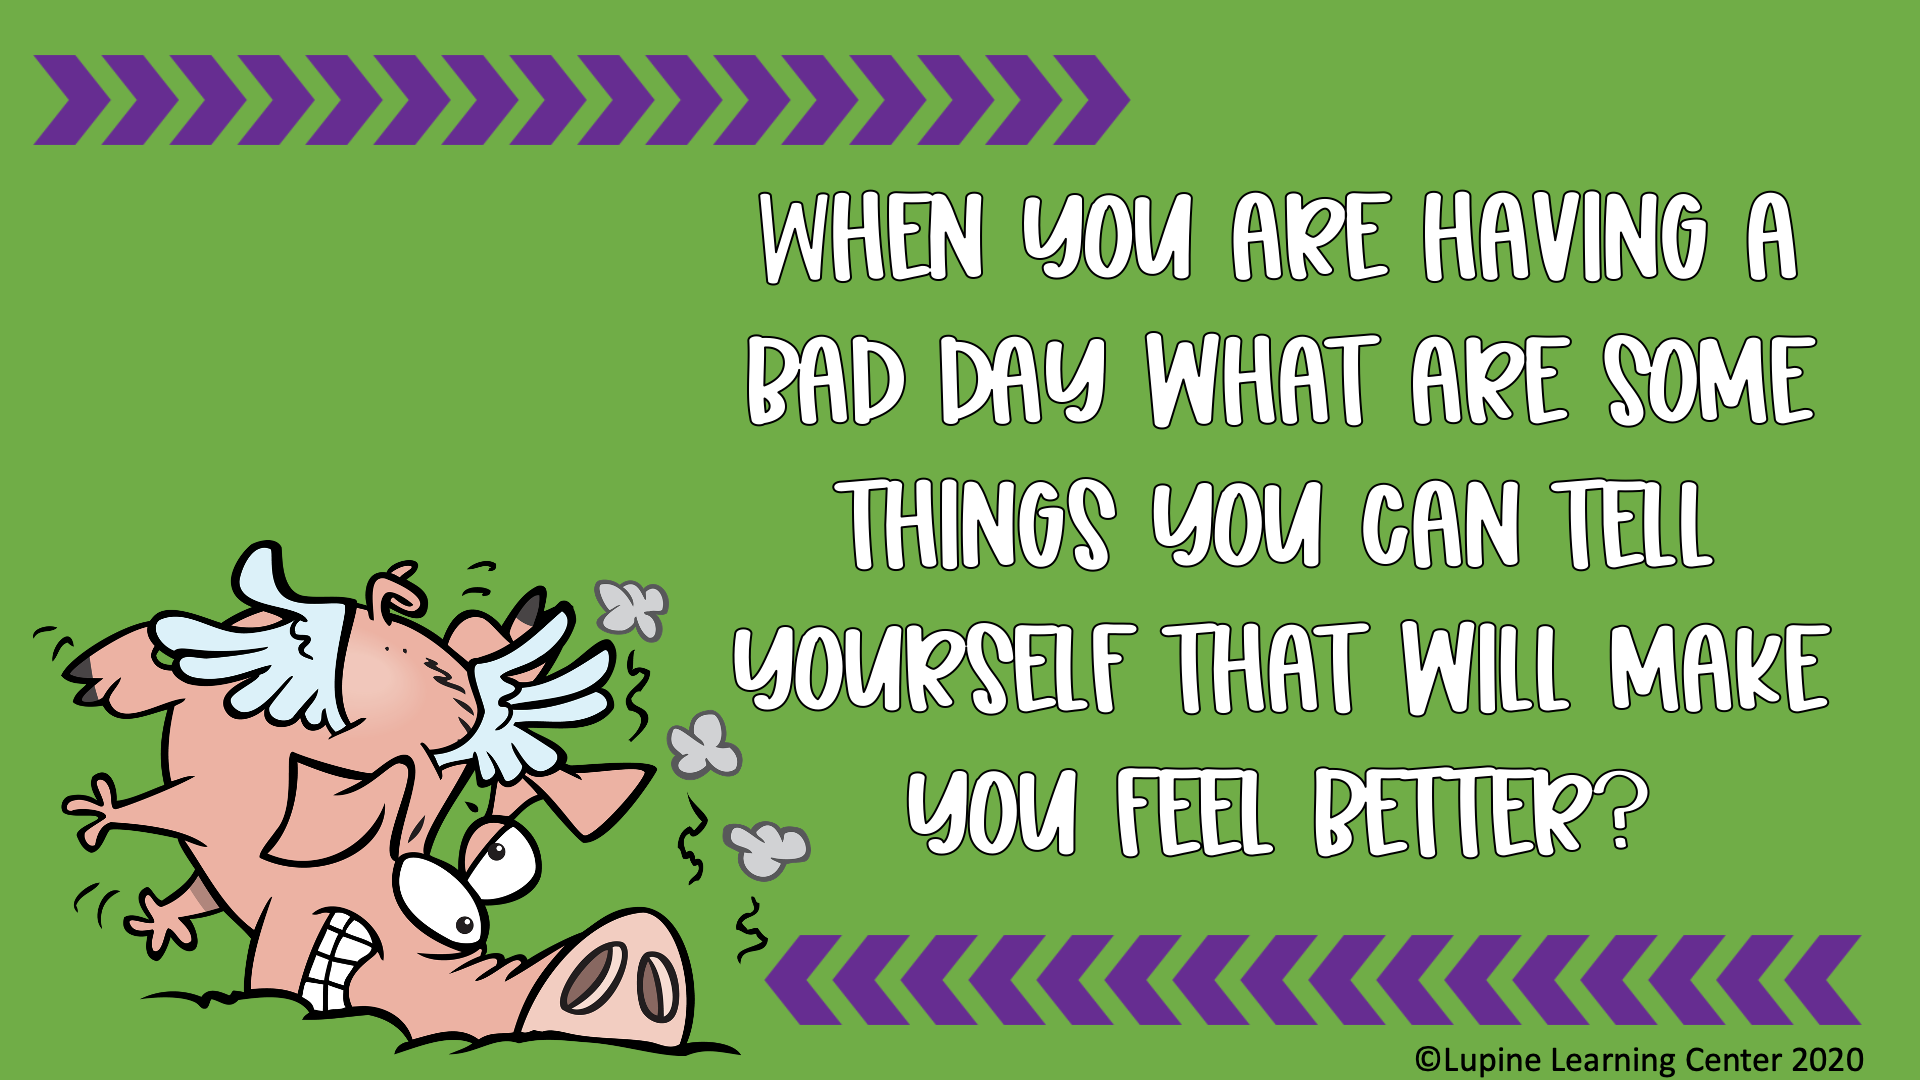 WHEN YOU ARE HAVING A
BAD DAY WHAT ARE SOME
THINGS YOU CAN TELL
YOURSELF THAT WILL MAKE
YOU FEEL BETTER?
©Lupine Learning Center 2020